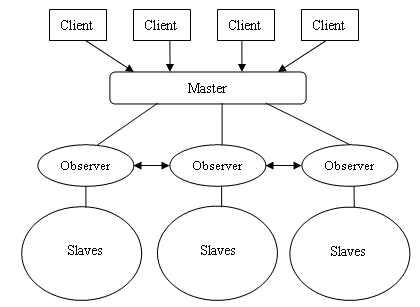 Client Client Client Client
Master
Observer Observer Observer
Slaves Slaves Slaves